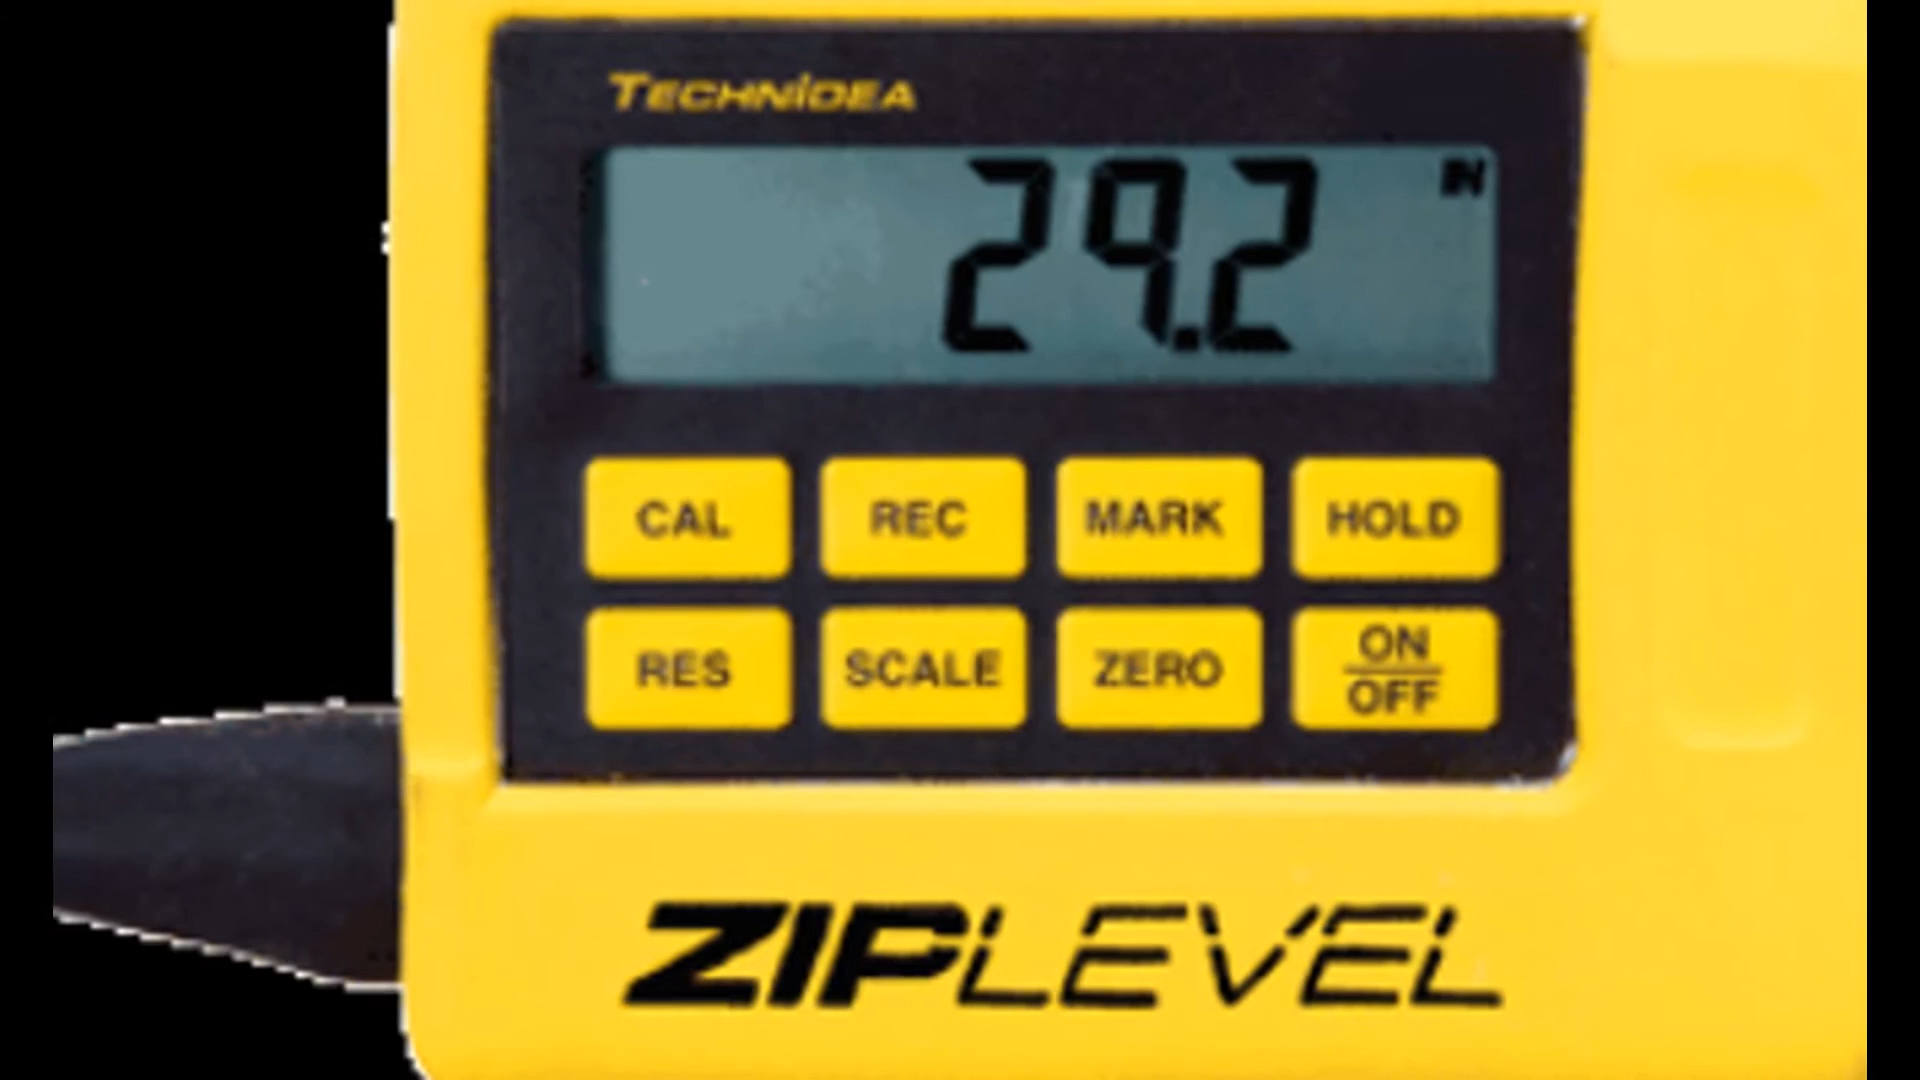 TECHNIDEA
29.2 IN
CAL REC MARK HOLD
RES SCALE ZERO ON
OFF
ZIPLEVEL